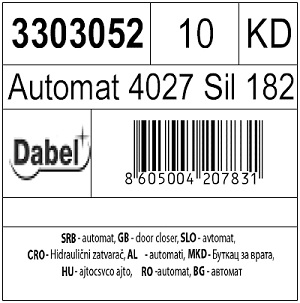 3303052 10 KD
Automat 4027 Sil 182
Dabel+
8 605004 207831
SRB - automat, GB - door closer, SLO - avtomat,
CRO - Hidraulični zatvarač, AL - automati, MKD - Буткац за врата,
HU - ajtocsvco ajto, RO -automat, BG - автомат